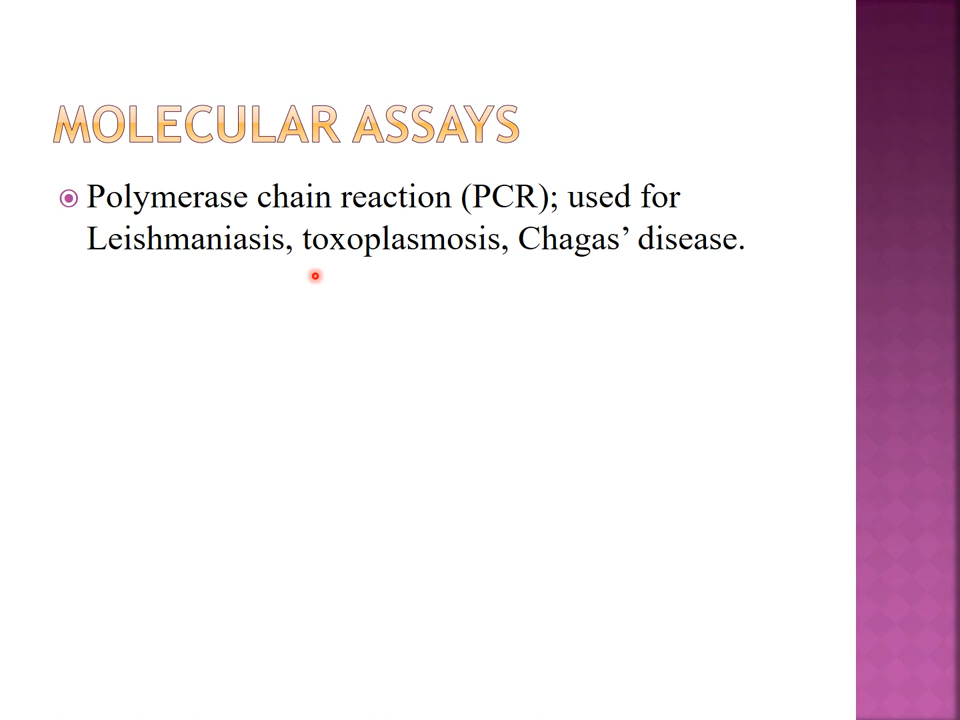 MOLECULAR ASSAYS
Polymerase chain reaction (PCR); used for
Leishmaniasis, toxoplasmosis, Chagas’ disease.